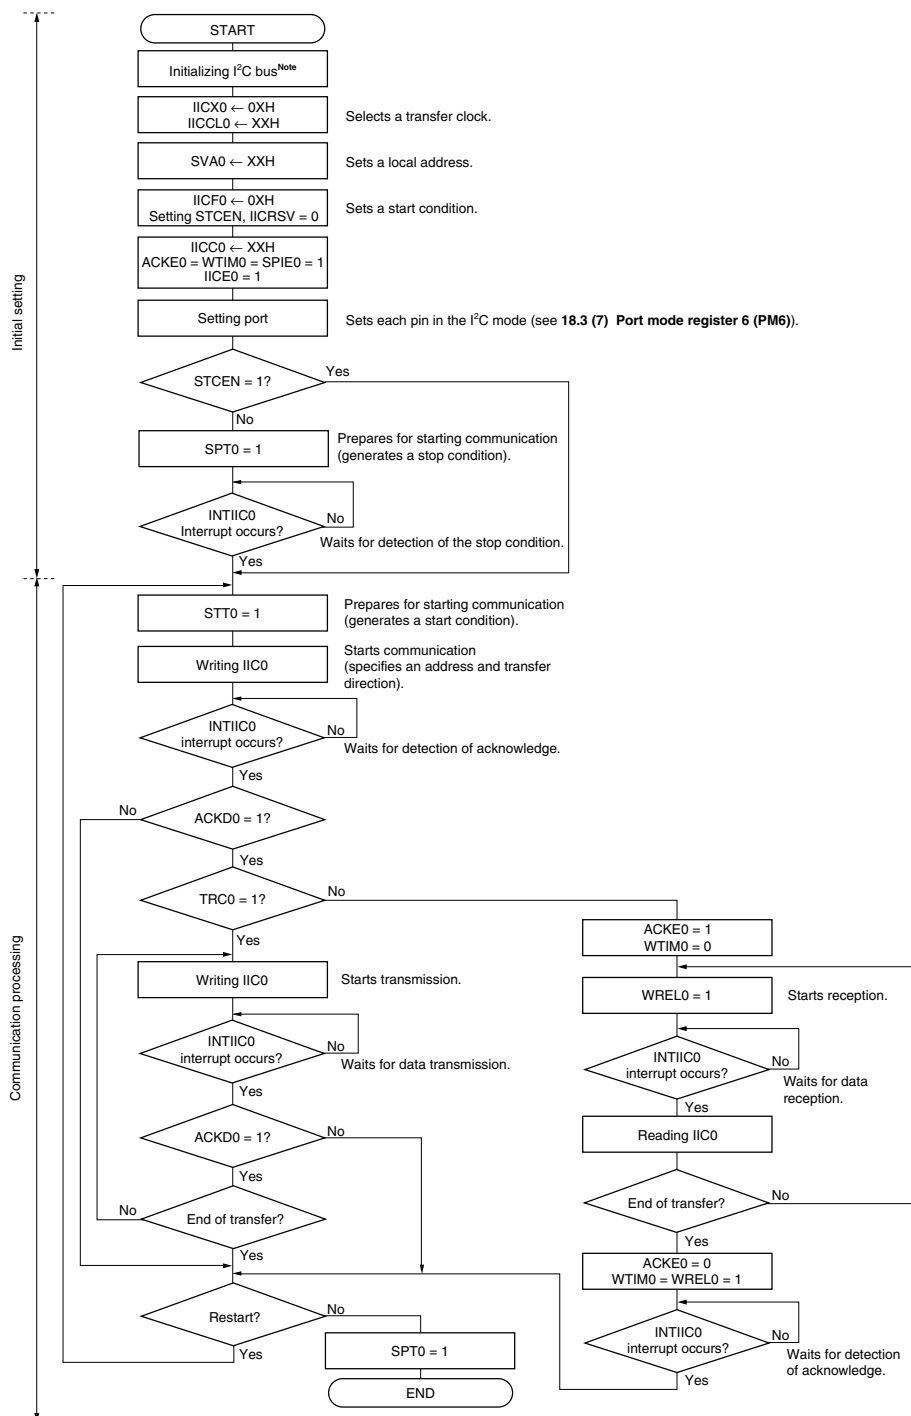 START
Initializing I²C busNote
IICX0 ← 0XH
IICCL0 ← XXH
Selects a transfer clock.
SVA0 ← XXH
Sets a local address.
IICF0 ← 0XH
Setting STCEN, IICRSV = 0
Sets a start condition.
IICC0 ← XXH
ACKE0 = WTIM0 = SPIE0 = 1
IICE0 = 1
Initial setting
Setting port
Sets each pin in the I²C mode (see 18.3 (7) Port mode register 6 (PM6)).
STCEN = 1?
Yes
No
SPT0 = 1
Prepares for starting communication
(generates a stop condition).
INTIIC0
Interrupt occurs?
No
Waits for detection of the stop condition.
Yes
STT0 = 1
Prepares for starting communication
(generates a start condition).
Writing IIC0
Starts communication
(specifies an address and transfer
direction).
INTIIC0
interrupt occurs?
No
Waits for detection of acknowledge.
Yes
No
ACKD0 = 1?
Yes
TRC0 = 1?
No
Yes
Communication processing
Writing IIC0
Starts transmission.
INTIIC0
interrupt occurs?
No
Waits for data transmission.
Yes
ACKD0 = 1?
No
Yes
No
End of transfer?
Yes
ACKE0 = 1
WTIM0 = 0
WREL0 = 1
Starts reception.
INTIIC0
interrupt occurs?
No
Waits for data
reception.
Yes
Reading IIC0
End of transfer?
No
Yes
ACKE0 = 0
WTIM0 = WREL0 = 1
INTIIC0
interrupt occurs?
No
Waits for detection
of acknowledge.
Yes
Restart?
No
Yes
SPT0 = 1
END